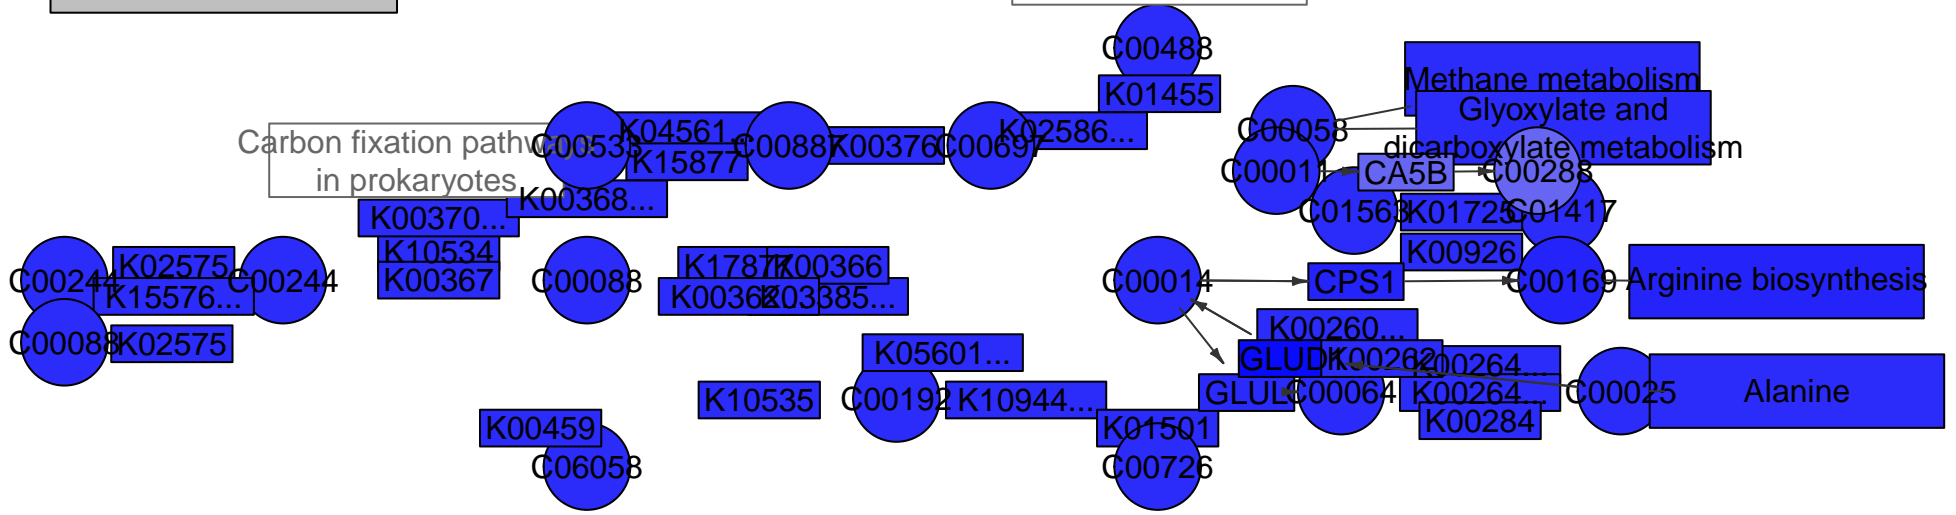 C00488
Methane metabolism
K01455
Glyoxylate and
dicarboxylate metabolism
Carbon fixation pathways
in prokaryotes
C00533
K04561...
K15877
C00887
K00376
C00697
K02586...
C00058
C00011
CA5B
C00288
K00368...
K00370...
C01563
K01725
C01417
K10534
K00367
K00926
C00244
K02575
K15576...
C00244
C00088
K17877
K00366
K00362...
K03385...
C00014
CPS1
C00169
Arginine biosynthesis
C00088
K02575
K05601...
K00260...
GLUD1
K00262
K00264...
K10535
C00192
K10944...
GLUL
C00064
K00264...
C00025
Alanine
K00284
K00459
K01501
C06058
C00726